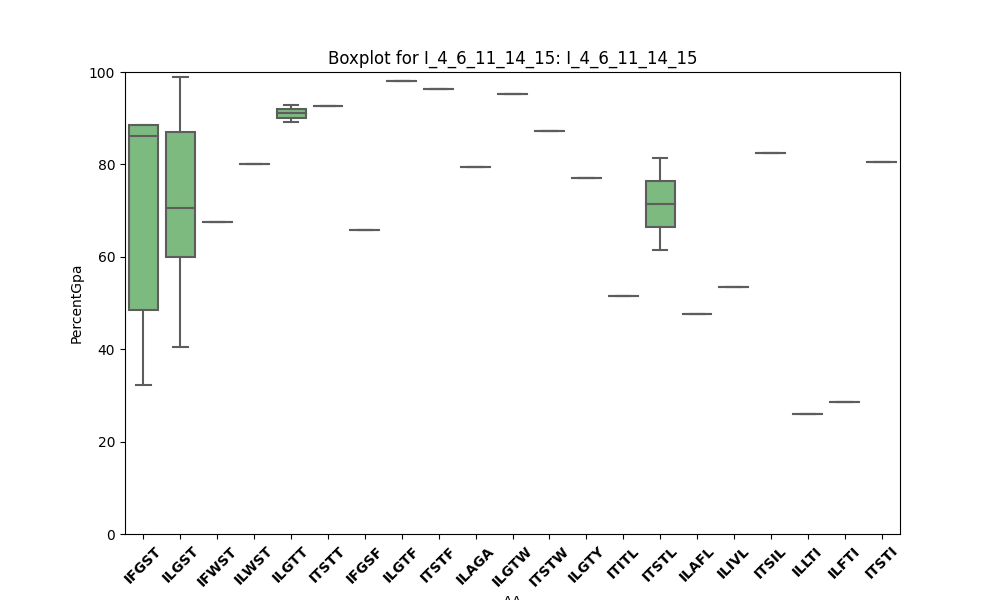 Boxplot for I_4_6_11_14_15: I_4_6_11_14_15
100
80
60
40
20
0
PercentGpa
IFGST ILGST IFWST ILWST ILGTT ITSTT IFGSF ILGTF ITSTF ILAGA ILGTW ITSTW ILGTY ITITL ITSTL ILAFL ILIVL ITSIL ILLTI ILFTI ITSTI
AA